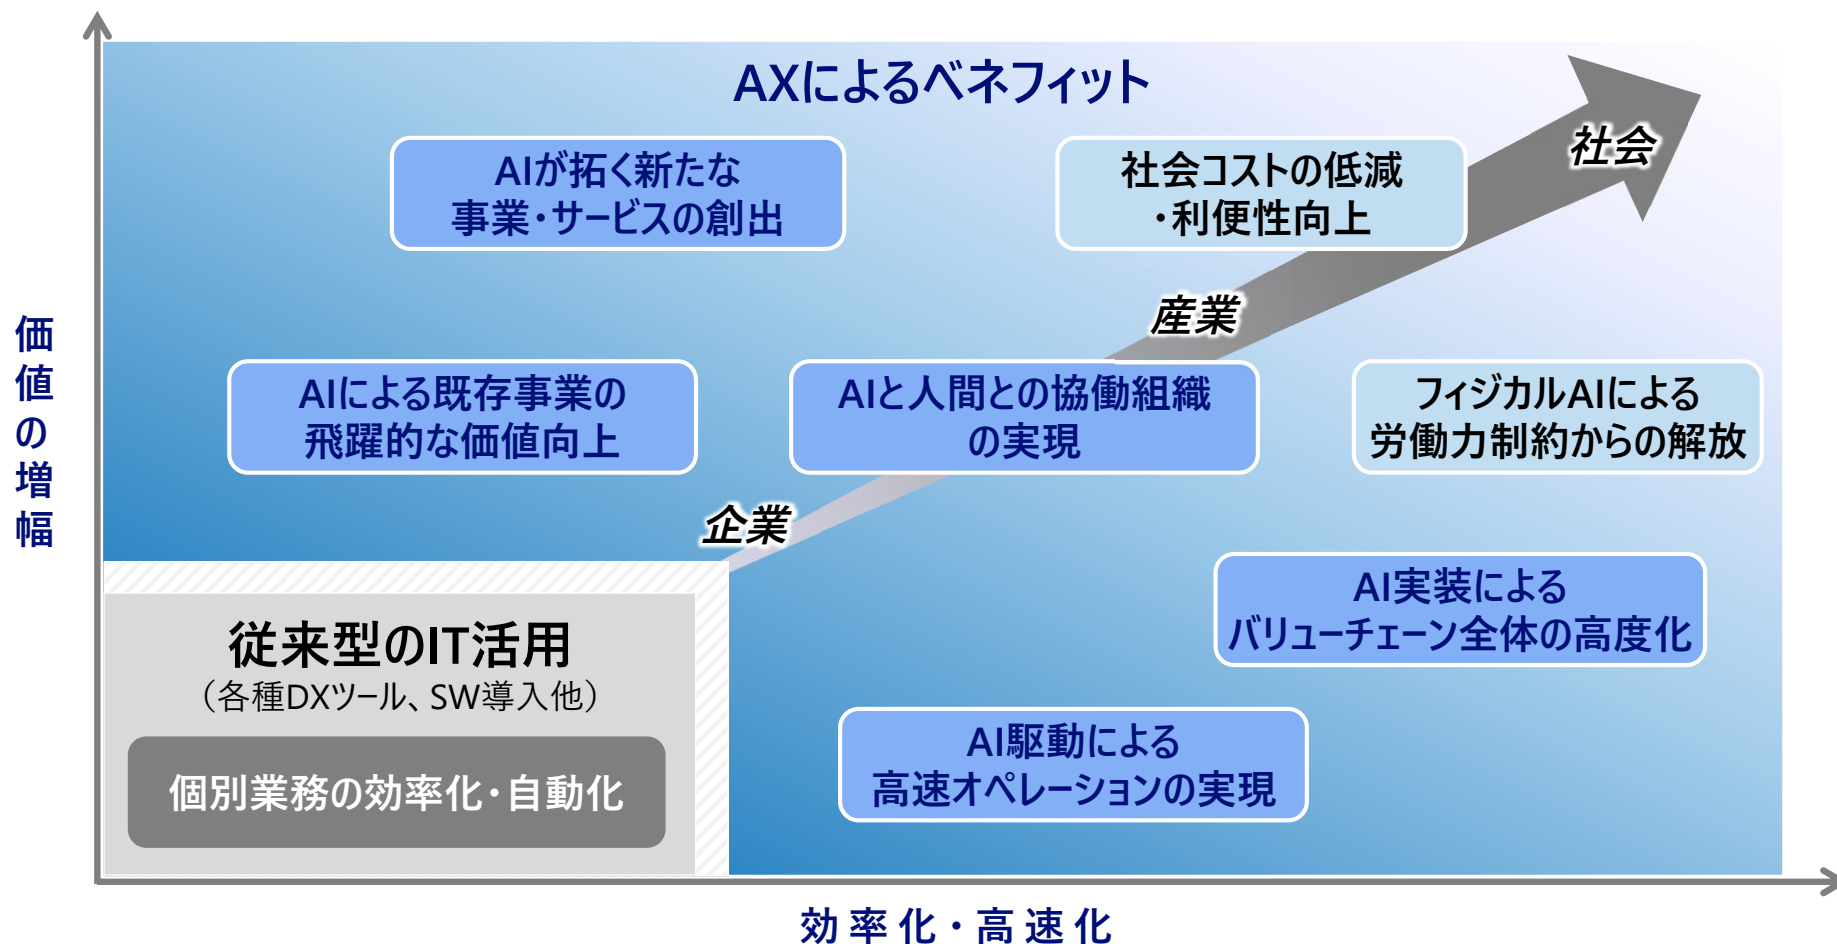 AXによるベネフィット
AIが拓く新たな
事業・サービスの創出
社会コストの低減
・利便性向上
社会
産業
価値の増幅
AIによる既存事業の
飛躍的な価値向上
AIと人間との協働組織
の実現
フィジカルAIによる
労働力制約からの解放
企業
AI実装による
バリューチェーン全体の高度化
従来型のIT活用
（各種DXツール、SW導入他）
個別業務の効率化・自動化
AI駆動による
高速オペレーションの実現
効率化・高速化